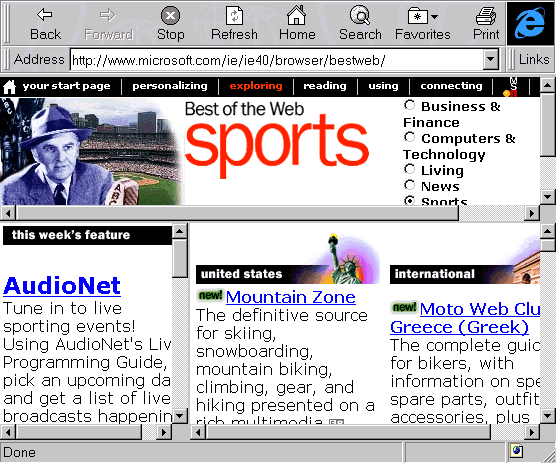 Back Forward Stop Refresh Home Search Favorites Print
Address http://www.microsoft.com/ie/ie40/browser/bestweb/ Links
your start page personalizing exploring reading using connecting
Best of the Web
sports
ABC
Business &
Finance
Computers &
Technology
Living
News
Sports
this week's feature
AudioNet
Tune in to live
sporting events!
Using AudioNet's Liv
Programming Guide,
pick an upcoming da
and get a list of live
broadcasts happenin
united states
new! Mountain Zone
The definitive source
for skiing,
snowboarding,
mountain biking,
climbing, gear, and
hiking presented on a
rich multimedia
international
new! Moto Web Clu
Greece (Greek)
The complete guid
for bikers, with
information on spe
spare parts, outfit
accessories, plus
Done